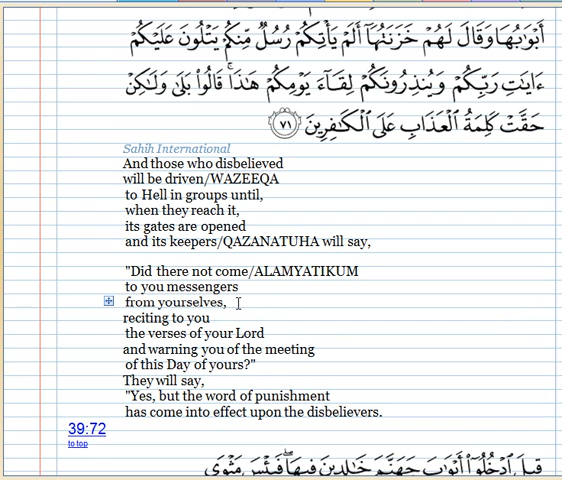 أَبْوَٰبُهَا وَقَالَ لَهُمْ خَزَنَتُهَآ أَلَمْ يَأْتِكُمْ رُسُلٌ مِّنكُمْ يَتْلُونَ عَلَيْكُمْ
ءَايَٰتِ رَبِّكُمْ وَيُنذِرُونَكُمْ لِقَآءَ يَوْمِكُمْ هَٰذَا ۚ قَالُوا۟ بَلَىٰ وَلَٰكِنْ
حَقَّتْ كَلِمَةُ ٱلْعَذَابِ عَلَى ٱلْكَٰفِرِينَ ٧١
Sahih International
And those who disbelieved
will be driven/WAZEEQA
to Hell in groups until,
when they reach it,
its gates are opened
and its keepers/QAZANATUHA will say,
"Did there not come/ALAMYATIKUM
to you messengers
from yourselves,
reciting to you
the verses of your Lord
and warning you of the meeting
of this Day of yours?"
They will say,
"Yes, but the word of punishment
has come into effect upon the disbelievers.
39:72
to top
قِيلَ ٱدْخُلُوٓا۟ أَبْوَٰبَ جَهَنَّمَ خَٰلِدِينَ فِيهَا ۖ فَبِئْسَ مَثْوَى